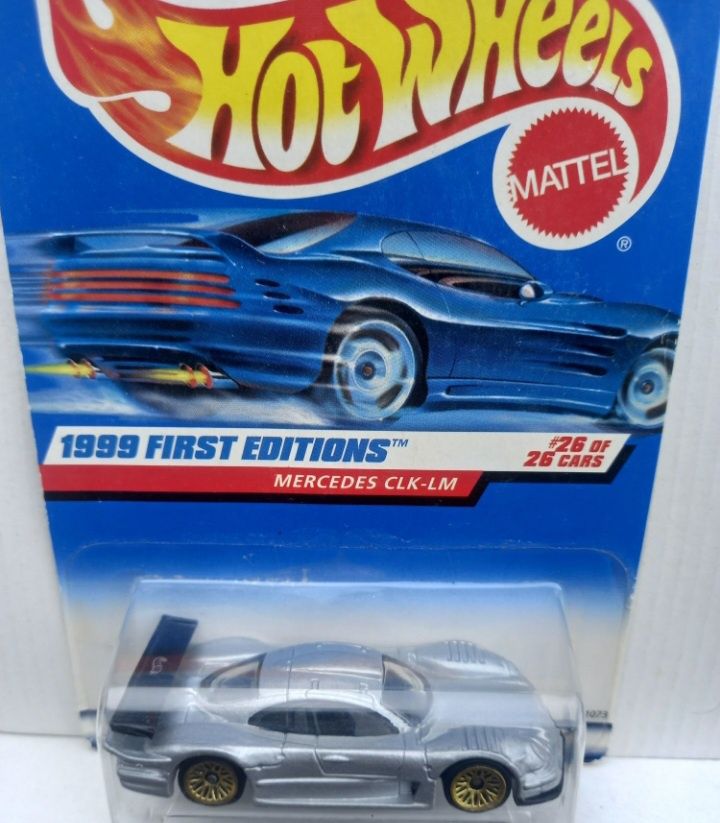 HOT WHEELS
MATTEL
®
1999 FIRST EDITIONS™
#26 OF
26 CARS
MERCEDES CLK-LM